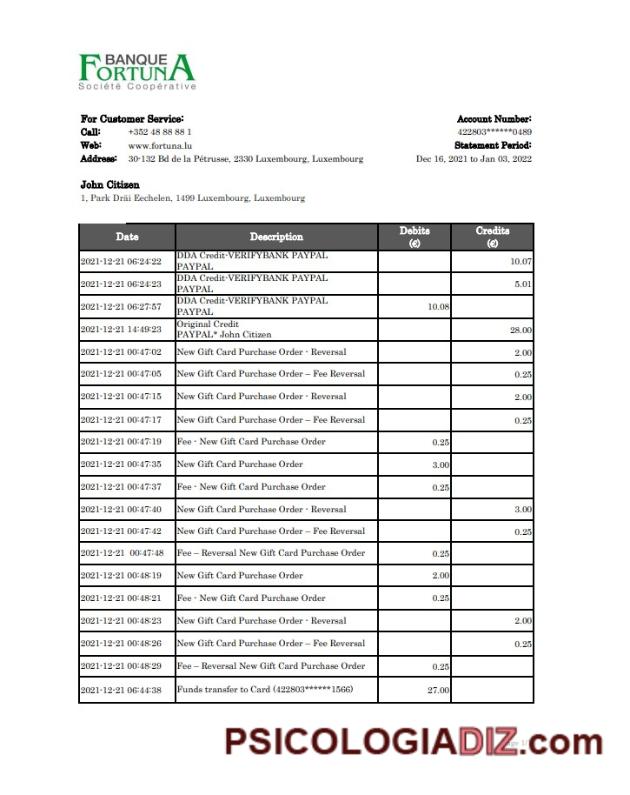 BANQUE
FORTUNA
Société Coopérative
For Customer Service:
Call: +352 48 88 88 1
Web: www.fortuna.lu
Address: 30-132 Bd de la Pétrusse, 2330 Luxembourg, Luxembourg
Account Number:
422803******0489
Statement Period:
Dec 16, 2021 to Jan 03, 2022
John Citizen
1, Park Dräi Eechelen, 1499 Luxembourg, Luxembourg
Date Description Debits (€) Credits (€)
2021-12-21 06:24:22 DDA Credit-VERIFYBANK PAYPAL
PAYPAL 10.07
2021-12-21 06:24:23 DDA Credit-VERIFYBANK PAYPAL
PAYPAL 5.01
2021-12-21 06:27:57 DDA Credit-VERIFYBANK PAYPAL
PAYPAL 10.08
2021-12-21 14:49:23 Original Credit
PAYPAL* John Citizen 28.00
2021-12-21 00:47:02 New Gift Card Purchase Order - Reversal 2.00
2021-12-21 00:47:05 New Gift Card Purchase Order – Fee Reversal 0.25
2021-12-21 00:47:15 New Gift Card Purchase Order - Reversal 2.00
2021-12-21 00:47:17 New Gift Card Purchase Order – Fee Reversal 0.25
2021-12-21 00:47:19 Fee - New Gift Card Purchase Order 0.25
2021-12-21 00:47:35 New Gift Card Purchase Order 3.00
2021-12-21 00:47:37 Fee - New Gift Card Purchase Order 0.25
2021-12-21 00:47:40 New Gift Card Purchase Order - Reversal 3.00
2021-12-21 00:47:42 New Gift Card Purchase Order – Fee Reversal 0.25
2021-12-21 00:47:48 Fee – Reversal New Gift Card Purchase Order 0.25
2021-12-21 00:48:19 New Gift Card Purchase Order 2.00
2021-12-21 00:48:21 Fee - New Gift Card Purchase Order 0.25
2021-12-21 00:48:23 New Gift Card Purchase Order - Reversal 2.00
2021-12-21 00:48:26 New Gift Card Purchase Order – Fee Reversal 0.25
2021-12-21 00:48:29 Fee – Reversal New Gift Card Purchase Order 0.25
2021-12-21 06:44:38 Funds transfer to Card (422803******1566) 27.00
PSICOLOGIADIZ.com